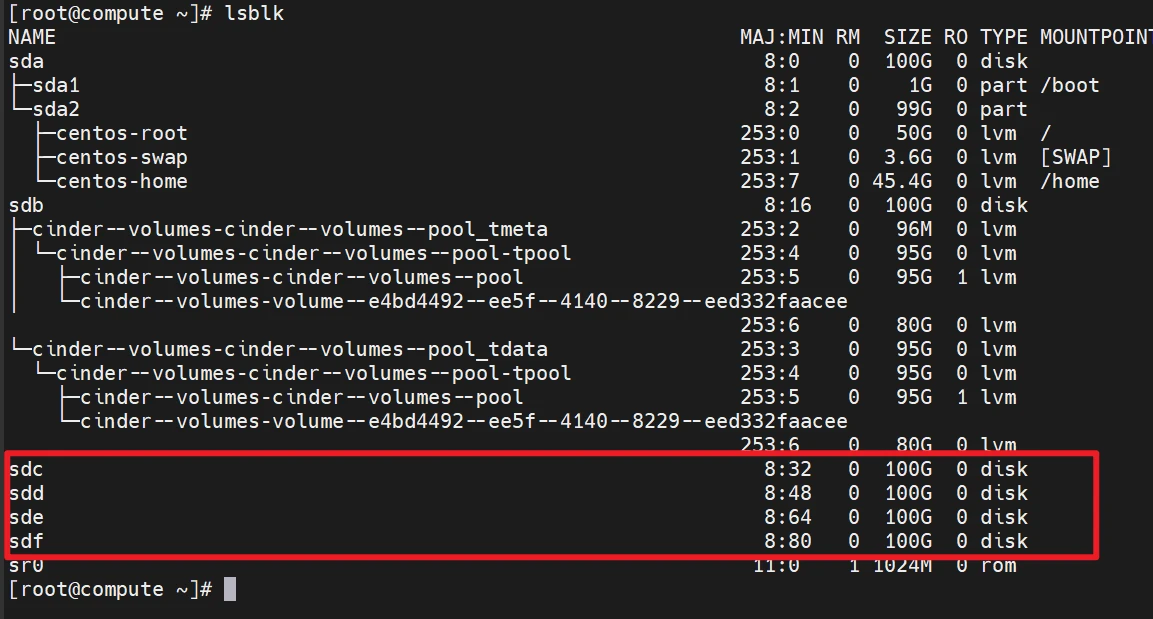 [root@compute ~]# lsblk
NAME                                                         MAJ:MIN RM  SIZE RO TYPE MOUNTPOINT
sda                                                            8:0    0  100G  0 disk
├─sda1                                                         8:1    0    1G  0 part /boot
└─sda2                                                         8:2    0   99G  0 part
  ├─centos-root                                              253:0    0   50G  0 lvm  /
  ├─centos-swap                                              253:1    0  3.6G  0 lvm  [SWAP]
  └─centos-home                                              253:7    0 45.4G  0 lvm  /home
sdb                                                            8:16   0  100G  0 disk
├─cinder--volumes-cinder--volumes--pool_tmeta                253:2    0   96M  0 lvm
│ └─cinder--volumes-cinder--volumes--pool-tpool              253:4    0   95G  0 lvm
│   ├─cinder--volumes-cinder--volumes--pool                  253:5    0   95G  1 lvm
│   └─cinder--volumes-volume--e4bd4492--ee5f--4140--8229--eed332faacee
                                                             253:6    0   80G  0 lvm
└─cinder--volumes-cinder--volumes--pool_tdata                253:3    0   95G  0 lvm
  └─cinder--volumes-cinder--volumes--pool-tpool              253:4    0   95G  0 lvm
    ├─cinder--volumes-cinder--volumes--pool                  253:5    0   95G  1 lvm
    └─cinder--volumes-volume--e4bd4492--ee5f--4140--8229--eed332faacee
                                                             253:6    0   80G  0 lvm
sdc                                                            8:32   0  100G  0 disk
sdd                                                            8:48   0  100G  0 disk
sde                                                            8:64   0  100G  0 disk
sdf                                                            8:80   0  100G  0 disk
sr0                                                           11:0    1 1024M  0 rom
[root@compute ~]#